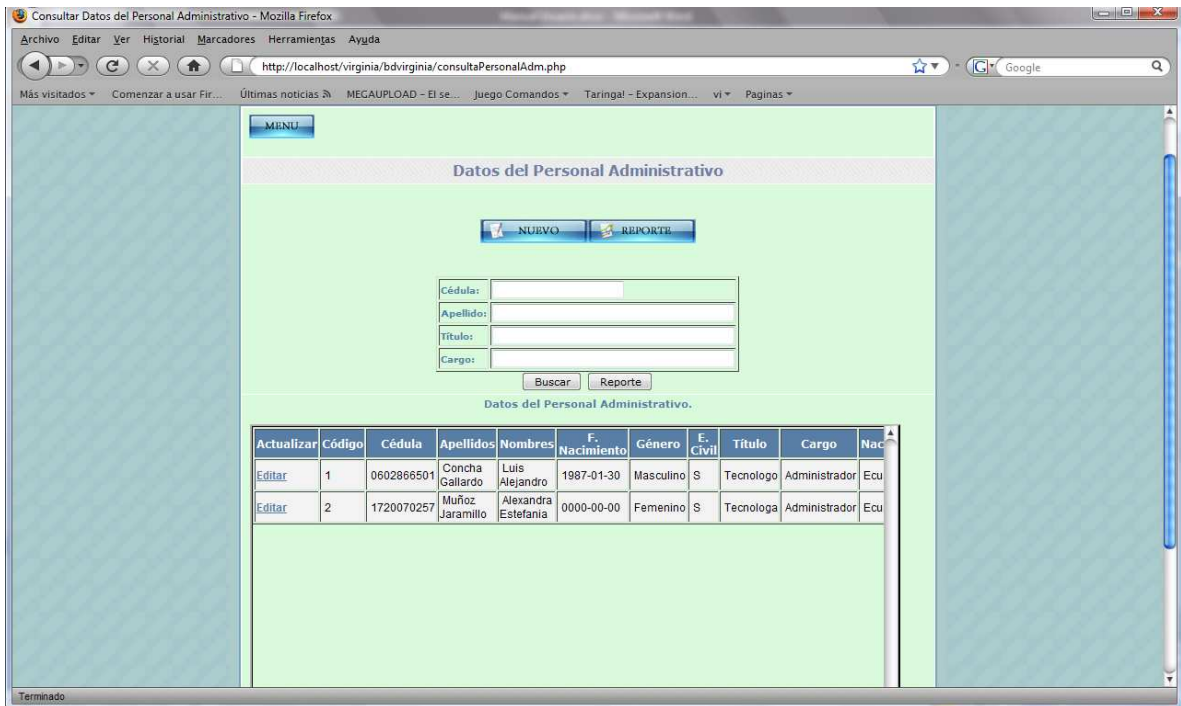 Consultar Datos del Personal Administrativo - Mozilla Firefox
Archivo Editar Ver Historial Marcadores Herramientas Ayuda
http://localhost/virginia/bdvirginia/consultaPersonalAdm.php
Google
Más visitados Comenzar a usar Fir... Últimas noticias MEGAUPLOAD - El se... Juego Comandos Taringa! - Expansion... vi Paginas
MENU
Datos del Personal Administrativo
NUEVO REPORTE
Cédula:
Apellido:
Título:
Cargo:
Buscar Reporte
Datos del Personal Administrativo.
Actualizar Código Cédula Apellidos Nombres F. Nacimiento Género E. Civil Título Cargo Nac
Editar 1 0602866501 Concha Gallardo Luis Alejandro 1987-01-30 Masculino S Tecnologo Administrador Ecu
Editar 2 1720070257 Muñoz Jaramillo Alexandra Estefania 0000-00-00 Femenino S Tecnologa Administrador Ecu
Terminado